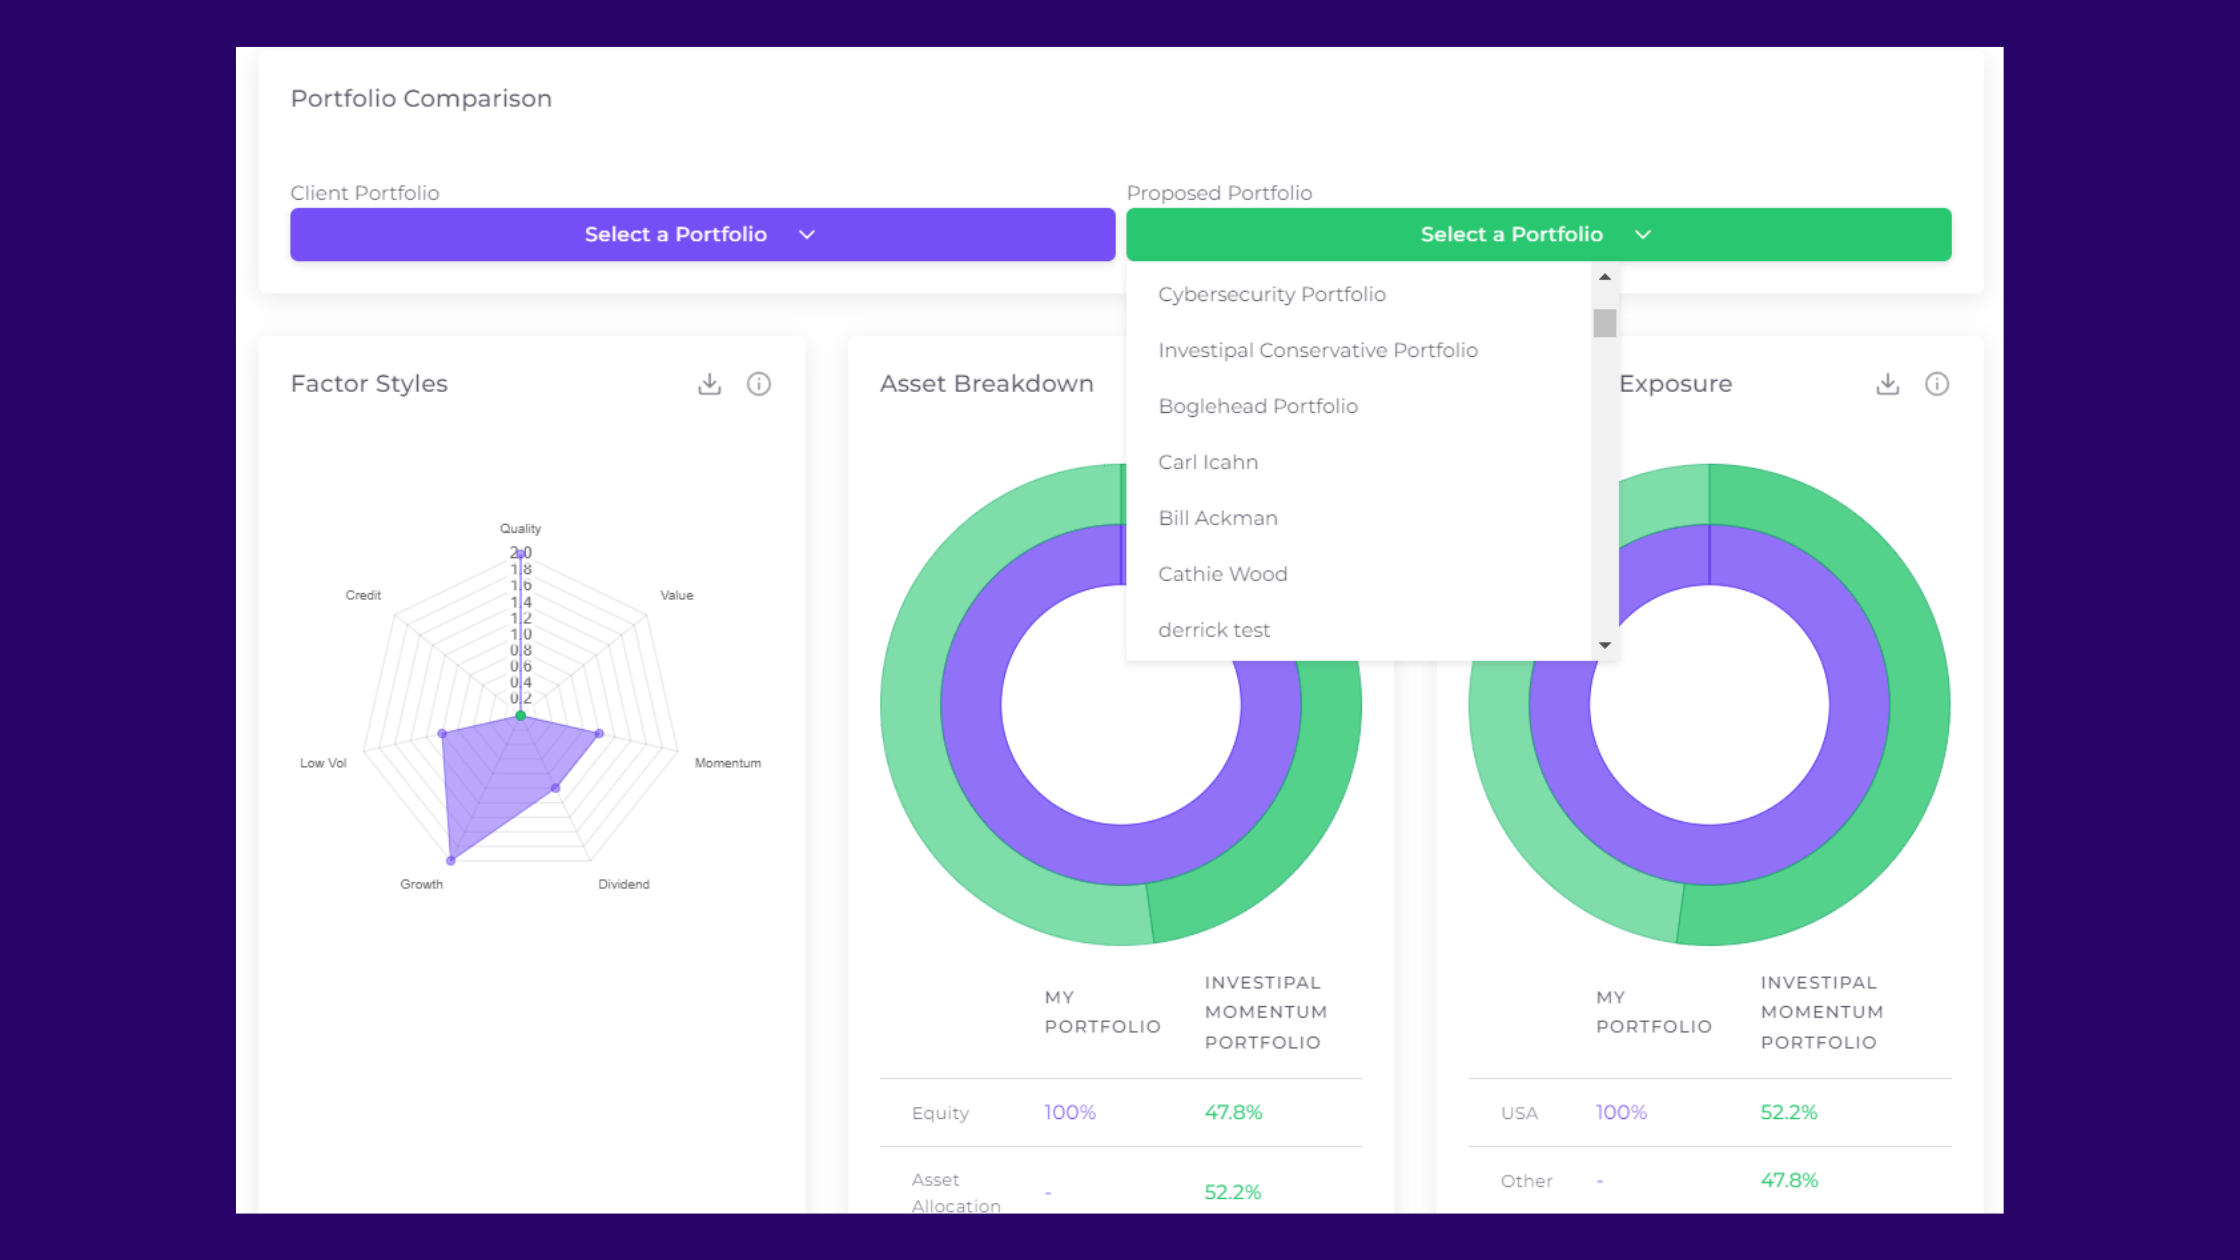 Portfolio Comparison
Client Portfolio
Select a Portfolio
Proposed Portfolio
Select a Portfolio
Cybersecurity Portfolio
Investipal Conservative Portfolio
Boglehead Portfolio
Carl Icahn
Bill Ackman
Cathie Wood
derrick test
Factor Styles
Quality
2.0
1.8
1.6
1.4
1.2
1.0
0.8
0.6
0.4
0.2
Credit
Value
Low Vol
Momentum
Growth
Dividend
Asset Breakdown
MY
PORTFOLIO
INVESTIPAL
MOMENTUM
PORTFOLIO
Equity 100% 47.8%
Asset
Allocation
- 52.2%
Exposure
MY
PORTFOLIO
INVESTIPAL
MOMENTUM
PORTFOLIO
USA 100% 52.2%
Other - 47.8%